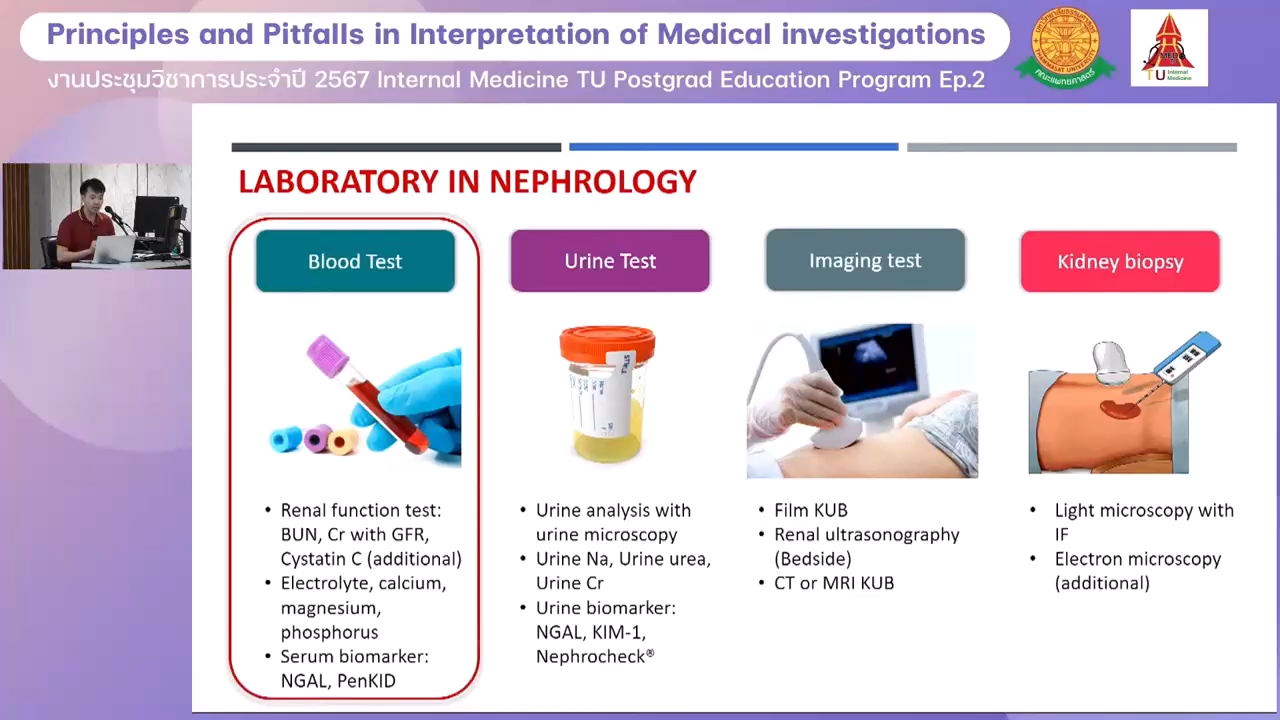 Principles and Pitfalls in Interpretation of Medical investigations
งานประชุมวิชาการประจำปี 2567 Internal Medicine TU Postgrad Education Program Ep.2
TU Internal
Medicine
LABORATORY IN NEPHROLOGY
Blood Test
• Renal function test:
BUN, Cr with GFR,
Cystatin C (additional)
• Electrolyte, calcium,
magnesium,
phosphorus
• Serum biomarker:
NGAL, PenKID
Urine Test
• Urine analysis with
urine microscopy
• Urine Na, Urine urea,
Urine Cr
• Urine biomarker:
NGAL, KIM-1,
Nephrocheck®
Imaging test
• Film KUB
• Renal ultrasonography
(Bedside)
• CT or MRI KUB
Kidney biopsy
• Light microscopy with
IF
• Electron microscopy
(additional)